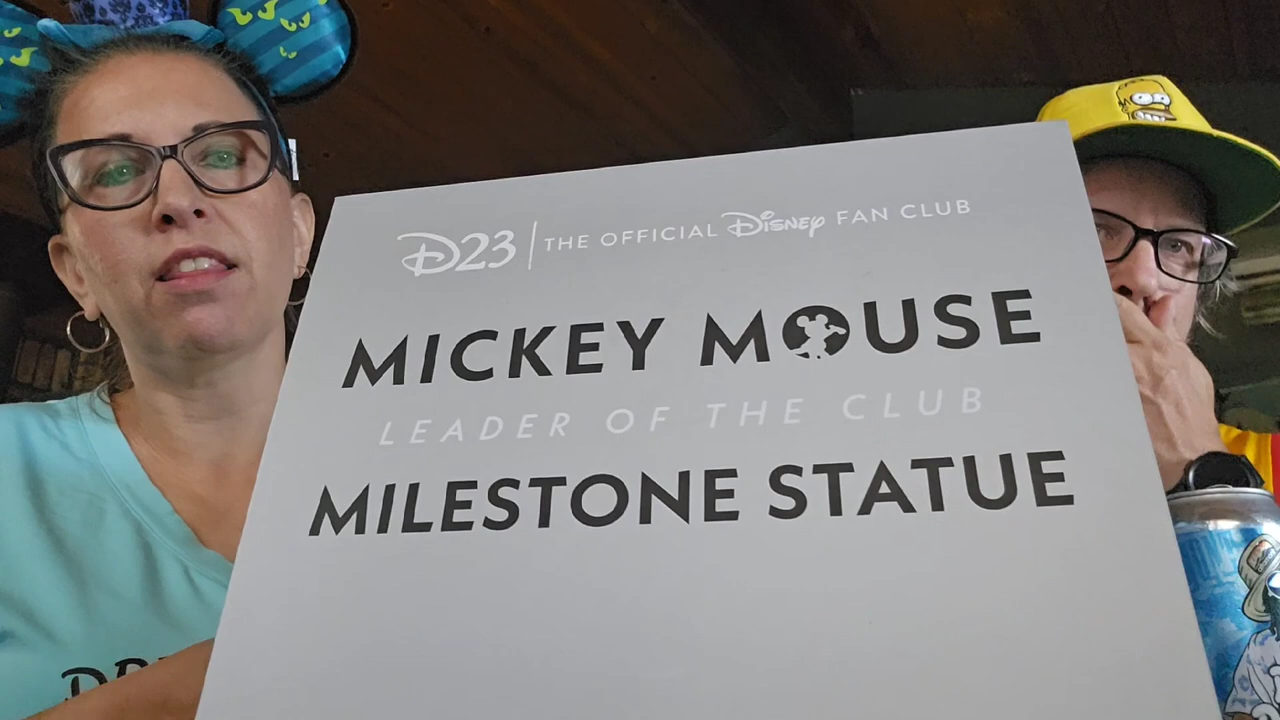 D23 | THE OFFICIAL Disney FAN CLUB
MICKEY MOUSE
LEADER OF THE CLUB
MILESTONE STATUE